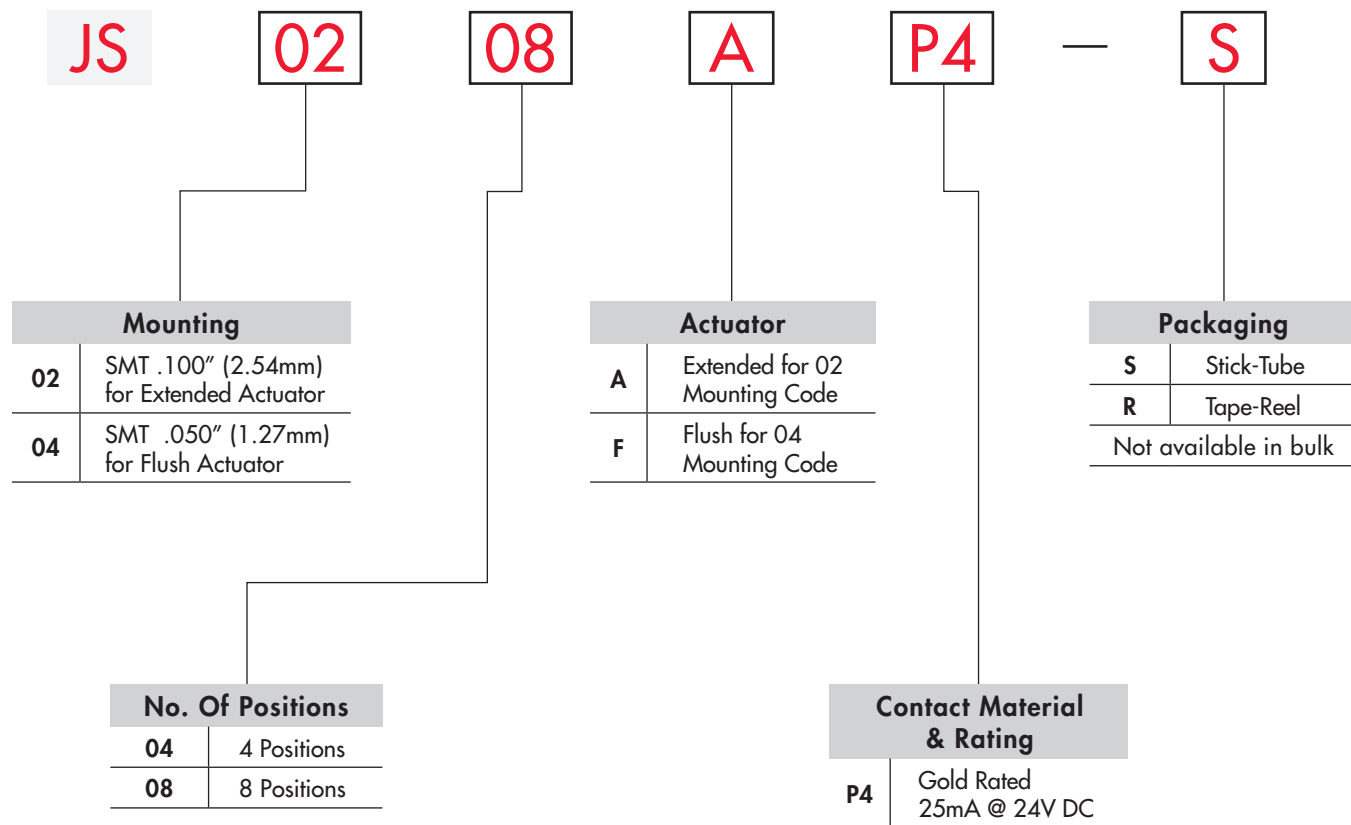 JS 02 08 A P4 — S
Mounting
02 SMT .100" (2.54mm)
for Extended Actuator
04 SMT .050" (1.27mm)
for Flush Actuator
Actuator
A Extended for 02
Mounting Code
F Flush for 04
Mounting Code
Packaging
S Stick-Tube
R Tape-Reel
Not available in bulk
No. Of Positions
04 4 Positions
08 8 Positions
Contact Material
& Rating
P4 Gold Rated
25mA @ 24V DC